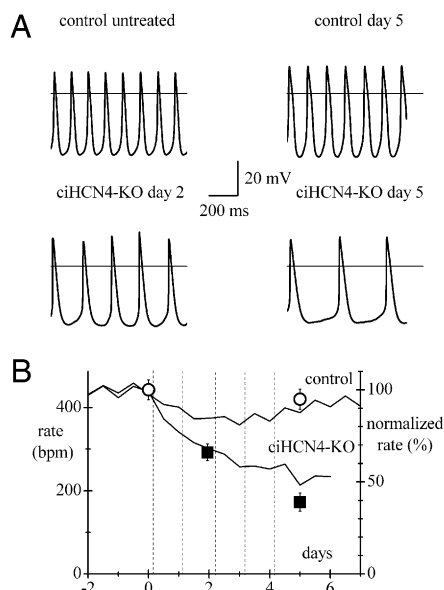 A
control untreated
control day 5
20 mV
200 ms
ciHCN4-KO day 2
ciHCN4-KO day 5
B
control
400
100
rate
(bpm)
normalized
rate (%)
ciHCN4-KO
200
50
days
0
0
-2
0
2
4
6